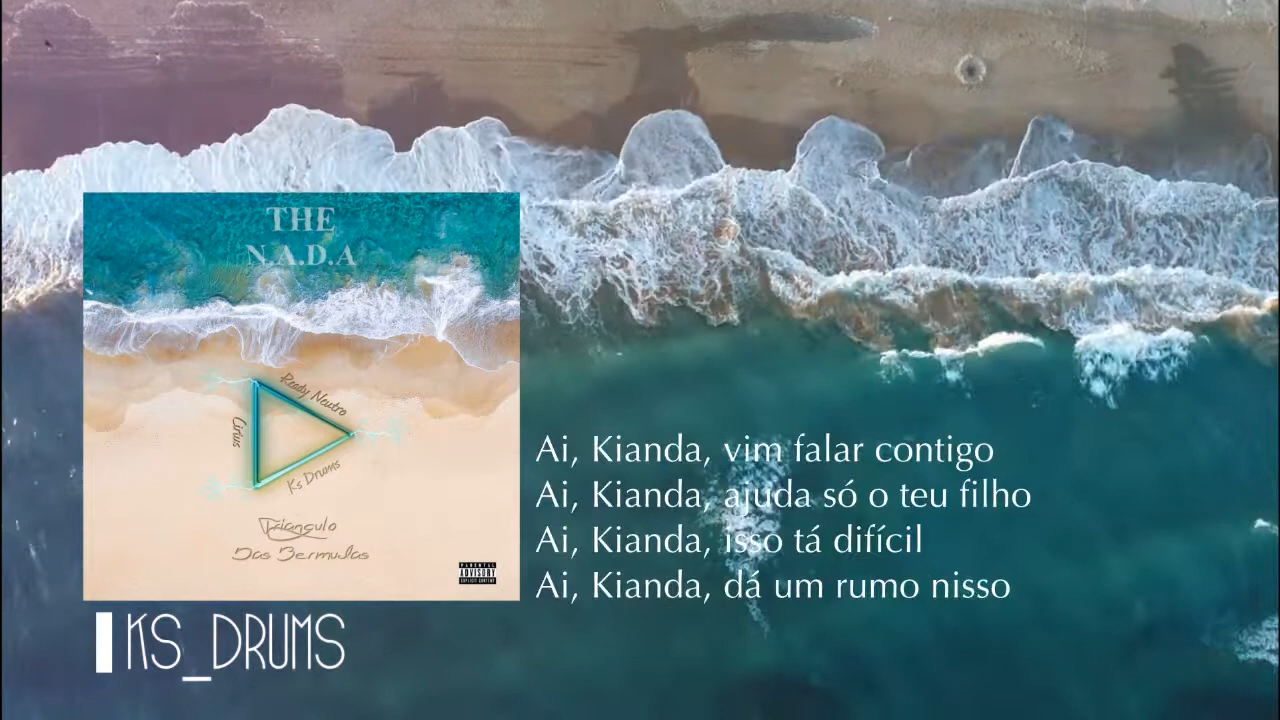 THE
N.A.D.A
Ready Neutro
Cirius
Ks Drums
Triangulo
Das Bermudas
PARENTAL
ADVISORY
EXPLICIT CONTENT
Ai, Kianda, vim falar contigo
Ai, Kianda, ajuda só o teu filho
Ai, Kianda, isso tá difícil
Ai, Kianda, dá um rumo nisso
KS_DRUMS